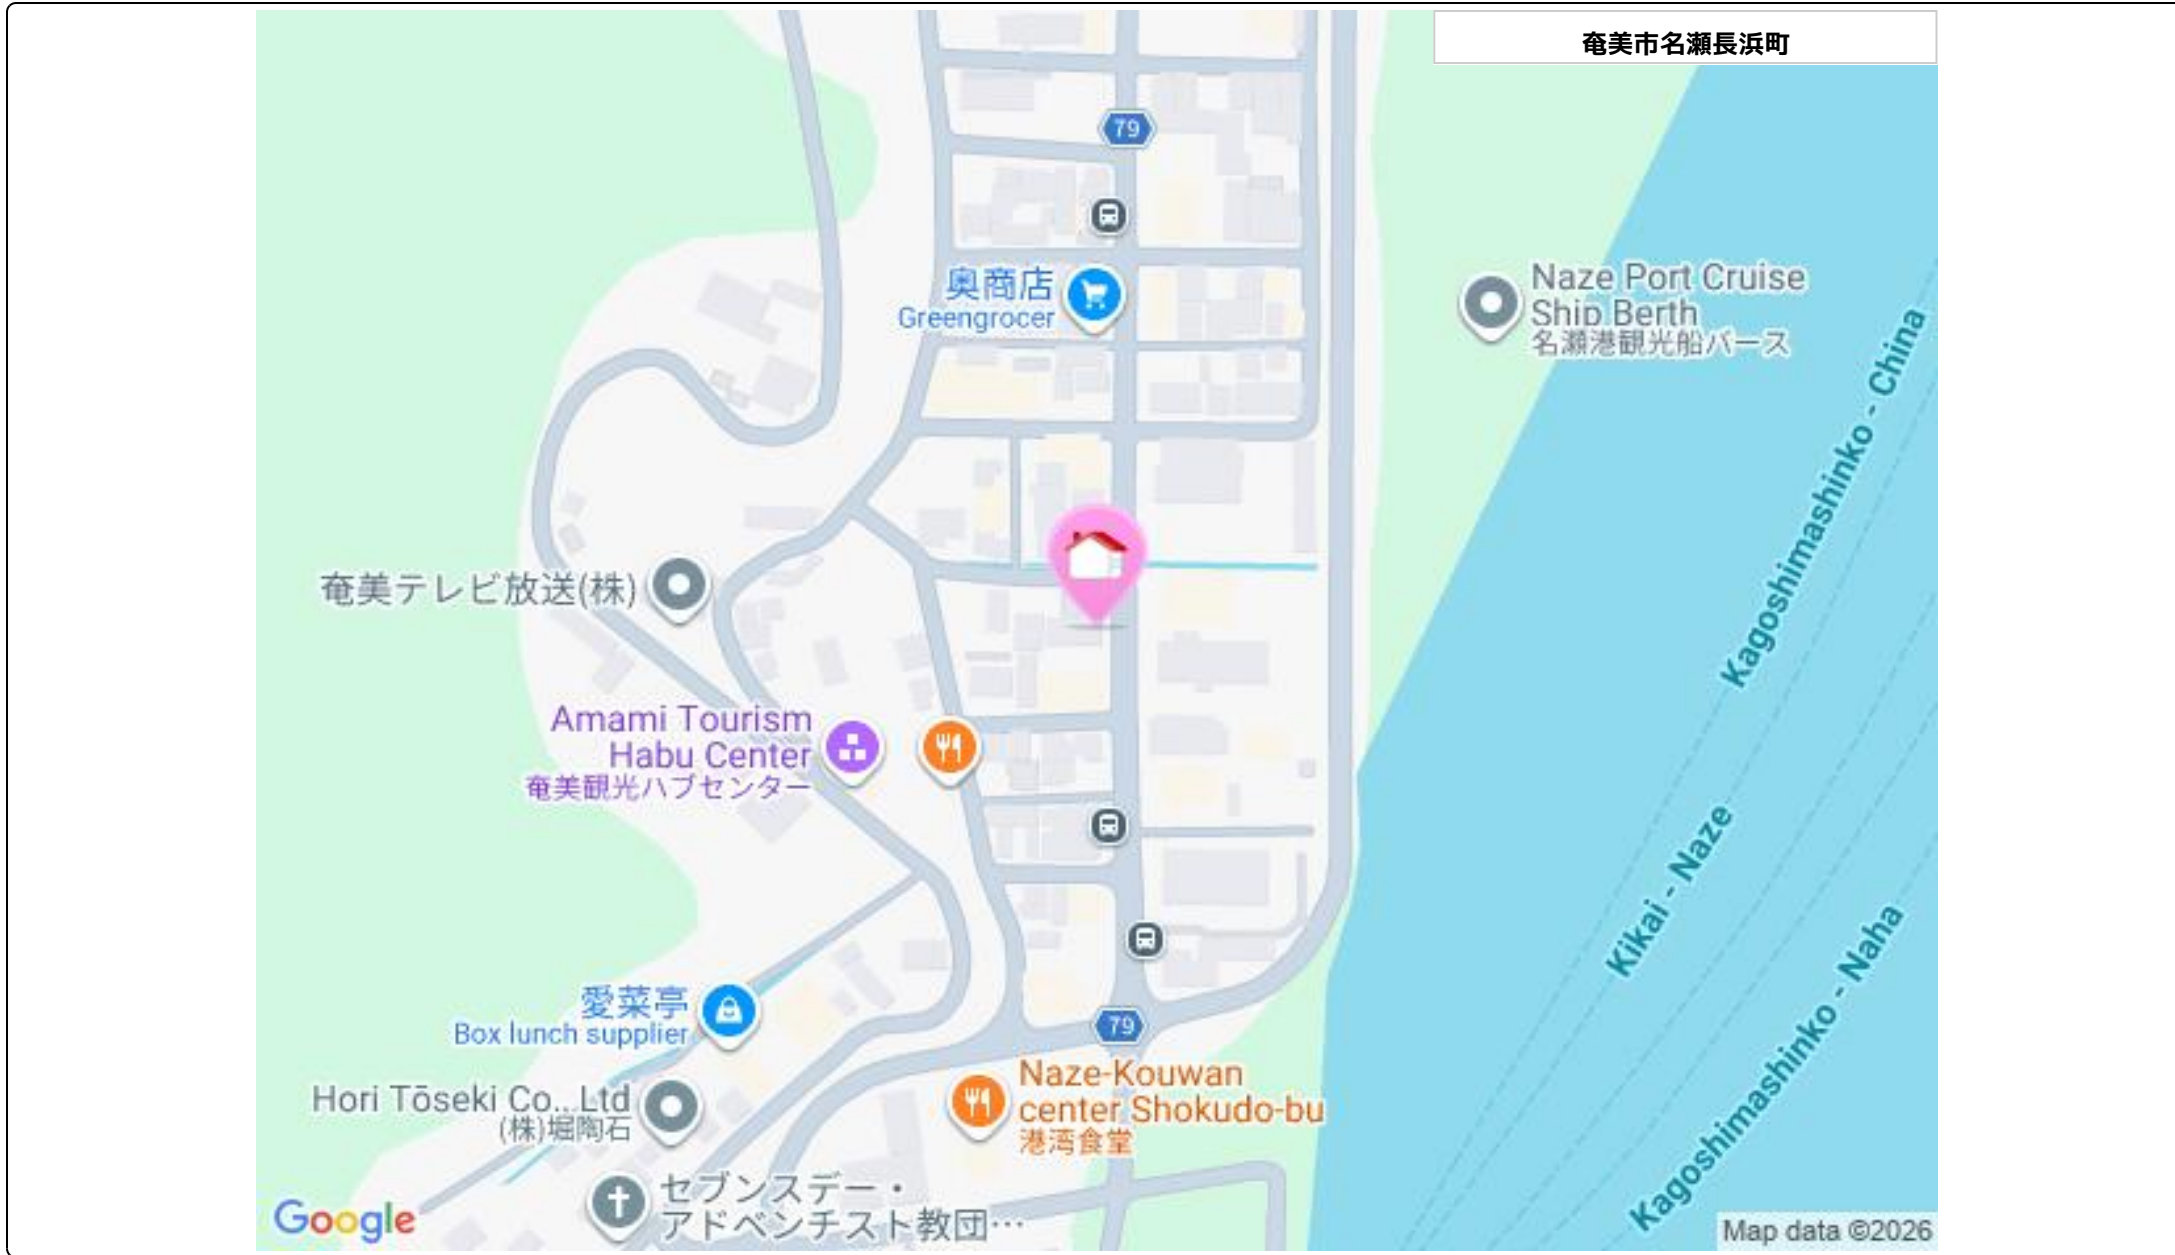 奄美市名瀬長浜町
79
奥商店
Greengrocer
Naze Port Cruise
Ship Berth
名瀬港観光船バース
Kagoshimashinko - China
奄美テレビ放送(株)
Amami Tourism
Habu Center
奄美観光ハブセンター
Kikai - Naze
Kagoshimashinko - Naha
愛菜亭
Box lunch supplier
79
Naze-Kouwan
center Shokudo-bu
港湾食堂
Hori Tōseki Co., Ltd
(株)堀陶石
セブンスデー・
アドベンチスト教団…
Google
Map data ©2026